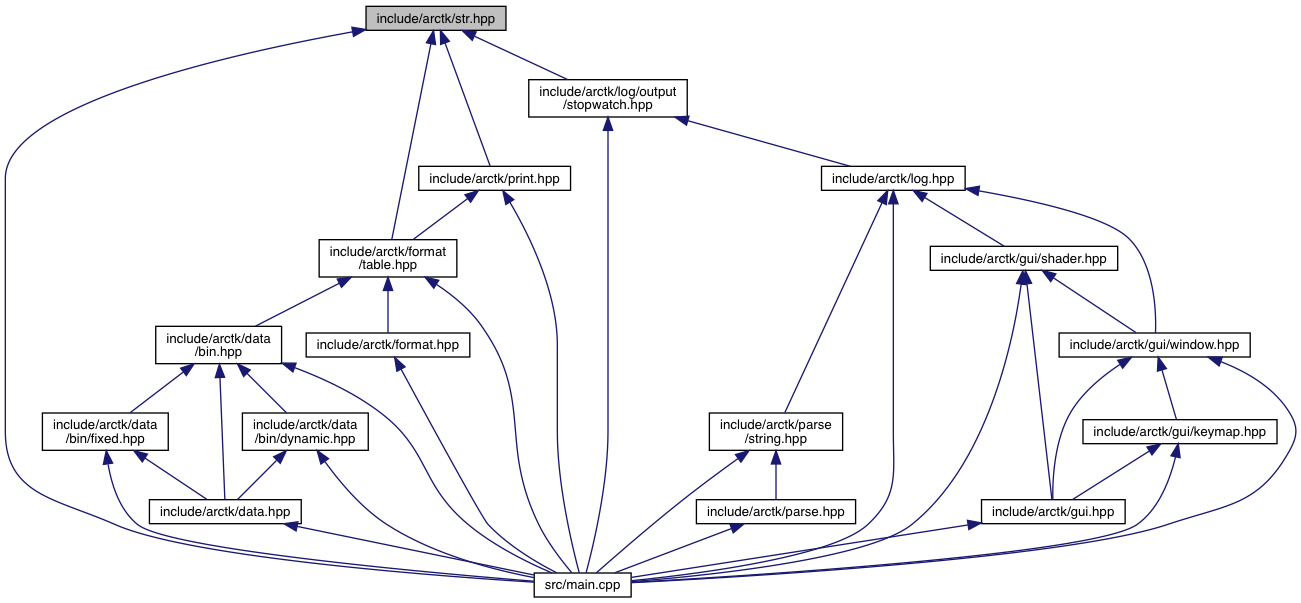 include/arctk/str.hpp
include/arctk/log/output
/stopwatch.hpp
include/arctk/print.hpp
include/arctk/log.hpp
include/arctk/format
/table.hpp
include/arctk/gui/shader.hpp
include/arctk/data
/bin.hpp
include/arctk/format.hpp
include/arctk/gui/window.hpp
include/arctk/data
/bin/fixed.hpp
include/arctk/data
/bin/dynamic.hpp
include/arctk/parse
/string.hpp
include/arctk/gui/keymap.hpp
include/arctk/data.hpp
include/arctk/parse.hpp
include/arctk/gui.hpp
src/main.cpp